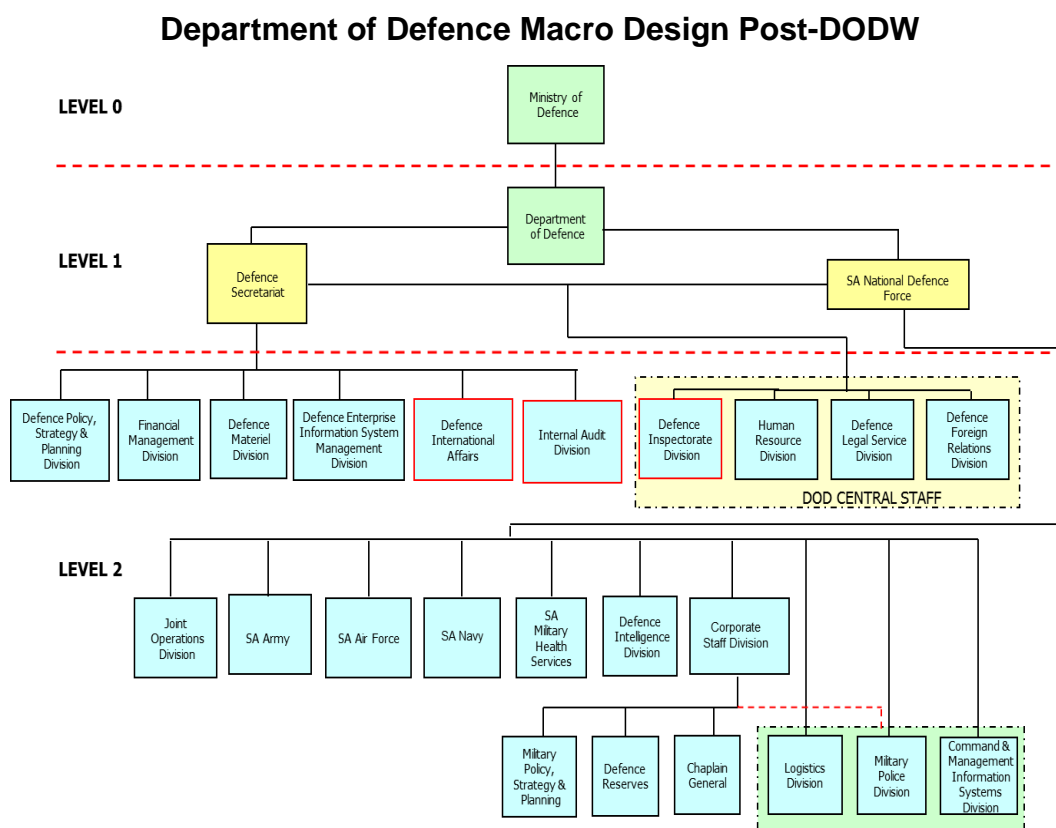 Department of Defence Macro Design Post-DODW
LEVEL 0
Ministry of
Defence
Department
of Defence
LEVEL 1
Defence
Secretariat
SA National Defence
Force
Defence Policy,
Strategy &
Planning
Division
Financial
Management
Division
Defence
Materiel
Division
Defence Enterprise
Information System
Management
Division
Defence
International
Affairs
Internal Audit
Division
Defence
Inspectorate
Division
Human
Resource
Division
Defence
Legal Service
Division
Defence
Foreign
Relations
Division
DOD CENTRAL STAFF
LEVEL 2
Joint
Operations
Division
SA Army
SA Air Force
SA Navy
SA
Military
Health
Services
Defence
Intelligence
Division
Corporate
Staff Division
Military
Policy,
Strategy &
Planning
Defence
Reserves
Chaplain
General
Logistics
Division
Military
Police
Division
Command &
Management
Information
Systems
Division